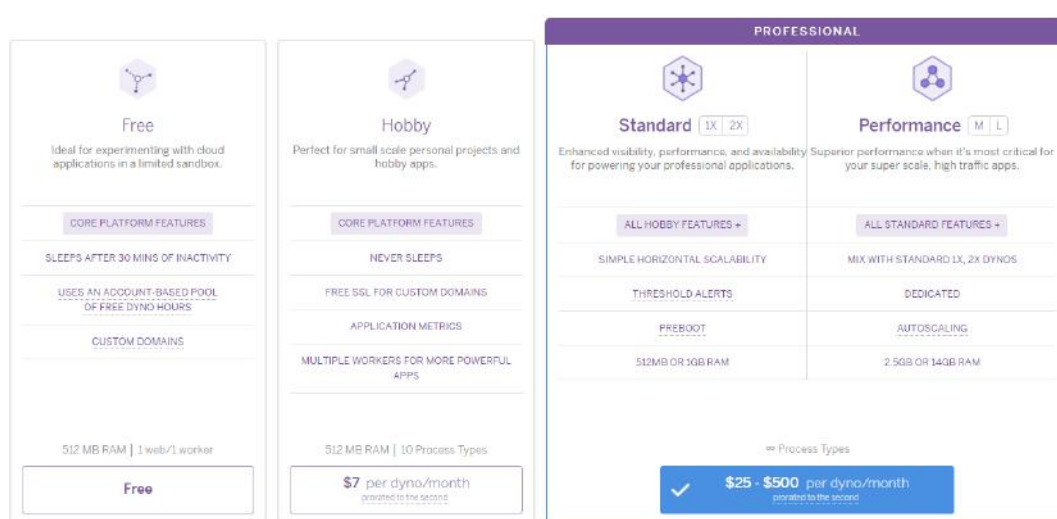 PROFESSIONAL
Free
Ideal for experimenting with cloud
applications in a limited sandbox.
CORE PLATFORM FEATURES
SLEEPS AFTER 30 MINS OF INACTIVITY
USES AN ACCOUNT-BASED POOL
OF FREE DYNO HOURS
CUSTOM DOMAINS
512 MB RAM | 1 web/1 worker
Free
Hobby
Perfect for small scale personal projects and
hobby apps.
CORE PLATFORM FEATURES
NEVER SLEEPS
FREE SSL FOR CUSTOM DOMAINS
APPLICATION METRICS
MULTIPLE WORKERS FOR MORE POWERFUL
APPS
512 MB RAM | 10 Process Types
$7 per dyno/month
prorated to the second
Standard 1X 2X
Enhanced visibility, performance, and availability
for powering your professional applications.
ALL HOBBY FEATURES +
SIMPLE HORIZONTAL SCALABILITY
THRESHOLD ALERTS
PREBOOT
512MB OR 1GB RAM
Performance M L
Superior performance when it's most critical for
your super scale, high traffic apps.
ALL STANDARD FEATURES +
MIX WITH STANDARD 1X, 2X DYNOS
DEDICATED
AUTOSCALING
2.5GB OR 14GB RAM
∞ Process Types
$25 - $500 per dyno/month
prorated to the second